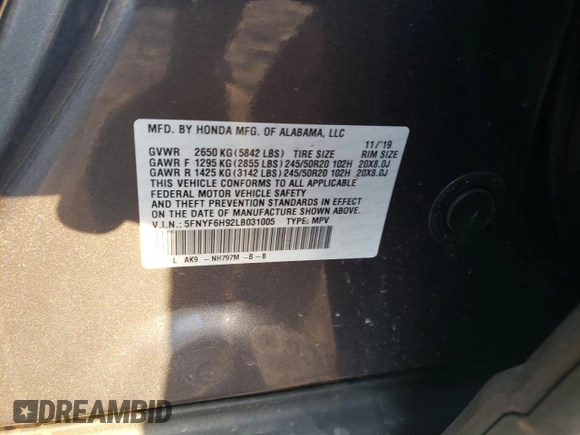 MFD. BY HONDA MFG. OF ALABAMA, LLC
11/'19
GVWR 2650 KG (5842 LBS) TIRE SIZE RIM SIZE
GAWR F 1295 KG (2855 LBS) 245/50R20 102H 20X8.0J
GAWR R 1425 KG (3142 LBS) 245/50R20 102H 20X8.0J
THIS VEHICLE CONFORMS TO ALL APPLICABLE
FEDERAL MOTOR VEHICLE SAFETY
AND THEFT PREVENTION STANDARDS IN EFFECT
ON THE DATE OF MANUFACTURE SHOWN ABOVE.
V.I.N.: 5FNYF6H92LB031005 TYPE: MPV
L AK9 -NH797M -B -B
DREAMBID